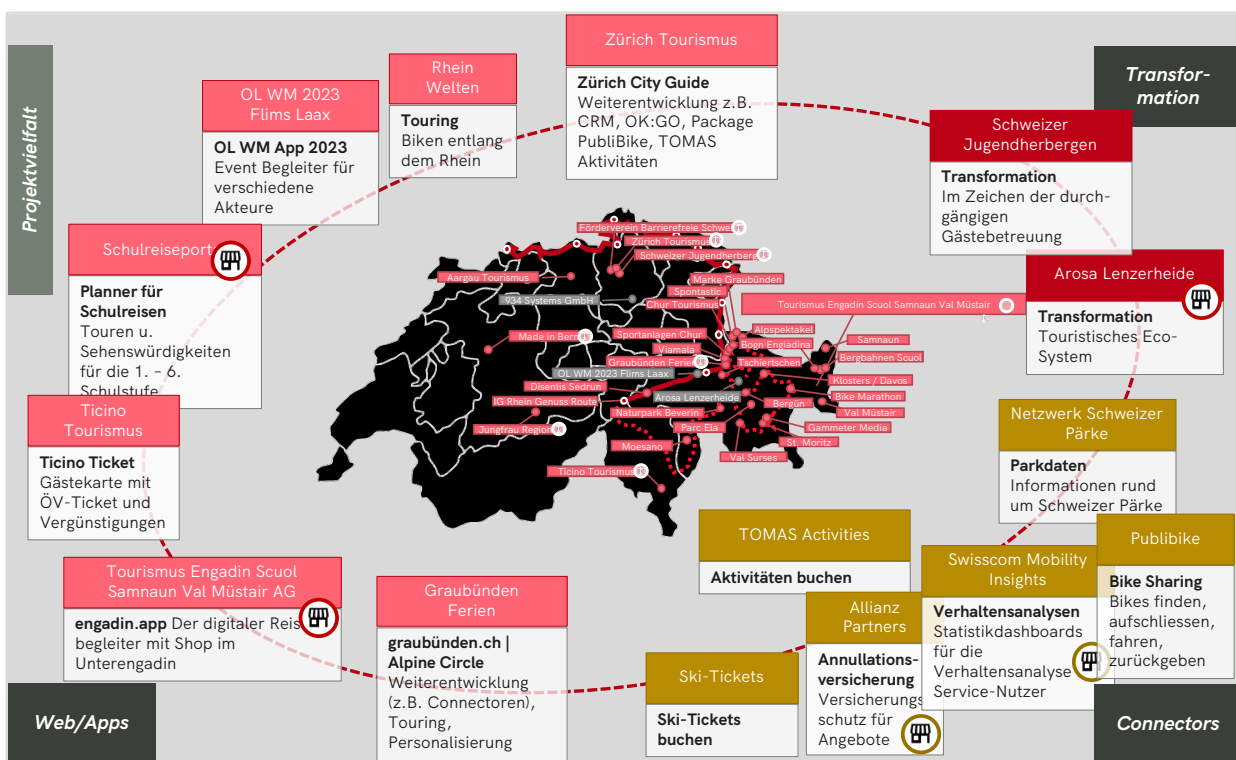 Projektvielfalt
Transfor-
mation
Web/Apps
Connectors
Zürich Tourismus
Zürich City Guide
Weiterentwicklung z.B.
CRM, OK:GO, Package
PubliBike, TOMAS
Aktivitäten
Rhein
Welten
Touring
Biken entlang
dem Rhein
OL WM 2023
Flims Laax
OL WM App 2023
Event Begleiter für
verschiedene
Akteure
Schulreiseport
Planner für
Schulreisen
Touren u.
Sehenswürdigkeiten
für die 1. – 6.
Schulstufe
Ticino
Tourismus
Ticino Ticket
Gästekarte mit
ÖV-Ticket und
Vergünstigungen
Tourismus Engadin Scuol
Samnaun Val Müstair AG
engadin.app Der digitaler Reis
begleiter mit Shop im
Unterengadin
Graubünden
Ferien
graubünden.ch |
Alpine Circle
Weiterentwicklung
(z.B. Connectoren),
Touring,
Personalisierung
Schweizer
Jugendherbergen
Transformation
Im Zeichen der durch-
gängigen
Gästebetreuung
Arosa Lenzerheide
Transformation
Touristisches Eco-
System
Netzwerk Schweizer
Pärke
Parkdaten
Informationen rund
um Schweizer Pärke
Publibike
Bike Sharing
Bikes finden,
aufschliessen,
fahren,
zurückgeben
Swisscom Mobility
Insights
Verhaltensanalysen
Statistikdashboards
für die
Verhaltensanalyse
Service-Nutzer
TOMAS Activities
Aktivitäten buchen
Allianz
Partners
Annullations-
versicherung
Versicherungs
schutz für
Angebote
Ski-Tickets
Ski-Tickets
buchen
Förderverein Barrierefreie Schwei
Zürich Tourismus
Schweizer Jugendherberg
Aargau Tourismus
Marke Graubünden
Spontastic
934 Systems GmbH
Chur Tourismus
Tourismus Engadin Scuol Samnaun Val Müstair
Made in Bern
Sportanlagen Chur
Alpspektakel
Viamala
Bogn Engiadina
Samnaun
Graubünden Ferien
Tschiertschen
Bergbahnen Scuol
OL WM 2023 Flims Laax
Klosters / Davos
Disentis Sedrun
Arosa Lenzerheide
Bike Marathon
IG Rhein Genuss Route
Bergün
Naturpark Beverin
Val Müstair
Jungfrau Region
Parc Ela
Gammeter Media
Moesano
St. Moritz
Val Surses
Ticino Tourismus